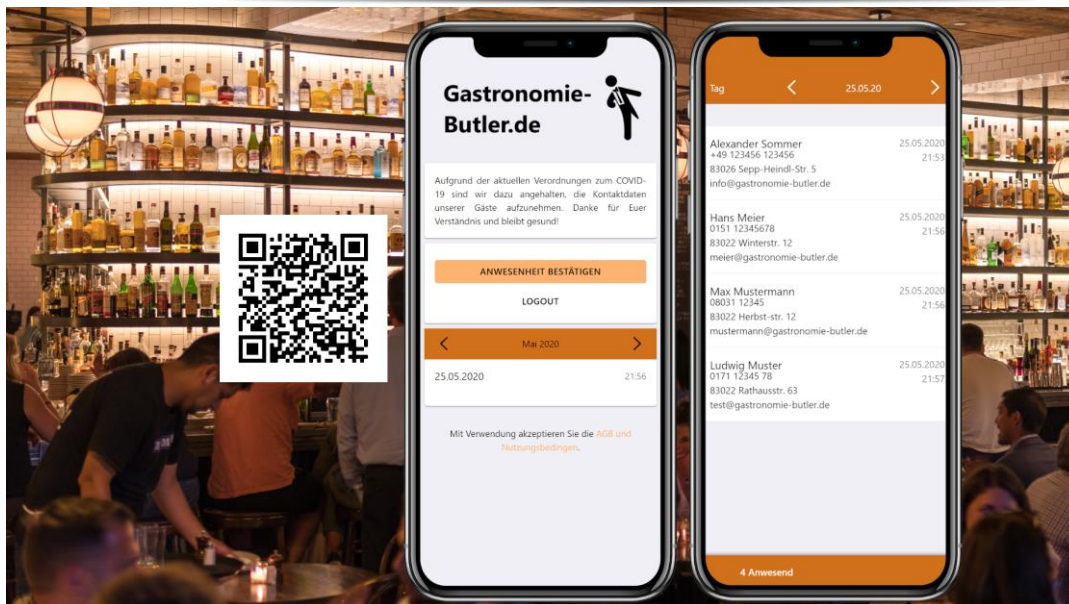 Gastronomie-
Butler.de
Aufgrund der aktuellen Verordnungen zum COVID-
19 sind wir dazu angehalten, die Kontaktdaten
unserer Gäste aufzunehmen. Danke für Euer
Verständnis und bleibt gesund!
ANWESENHEIT BESTÄTIGEN
LOGOUT
Mai 2020
25.05.2020 21:56
Mit Verwendung akzeptieren Sie die AGB und
Nutzungsbedingen.
Tag 25.05.20
Alexander Sommer 25.05.2020
+49 123456 123456 21:53
83026 Sepp-Heindl-Str. 5
info@gastronomie-butler.de
Hans Meier 25.05.2020
0151 12345678 21:56
83022 Winterstr. 12
meier@gastronomie-butler.de
Max Mustermann 25.05.2020
08031 12345 21:56
83022 Herbst-str. 12
mustermann@gastronomie-butler.de
Ludwig Muster 25.05.2020
0171 12345 78 21:57
83022 Rathausstr. 63
test@gastronomie-butler.de
4 Anwesend